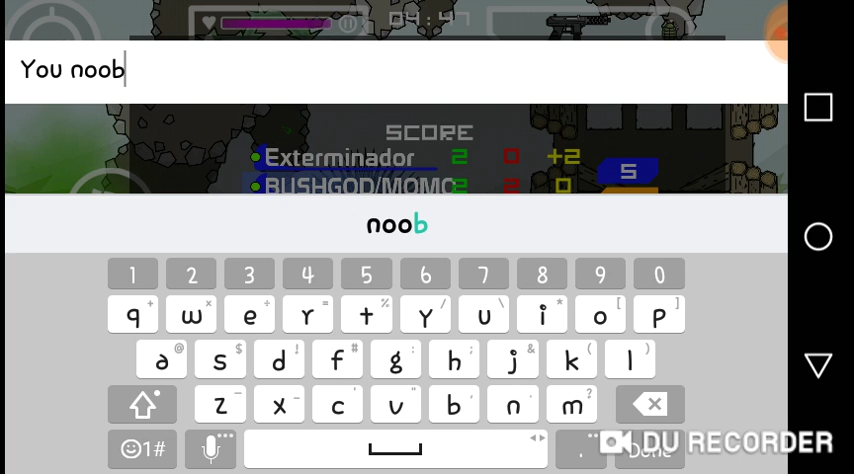 04:47
You noob
SCORE
Exterminador 2 0 +2
5
BUSHGOD/MOMO 2 2 0
noob
1 2 3 4 5 6 7 8 9 0
q w e r t y u i o p
a s d f g h j k l
z x c v b n m
1# . Done
DU RECORDER